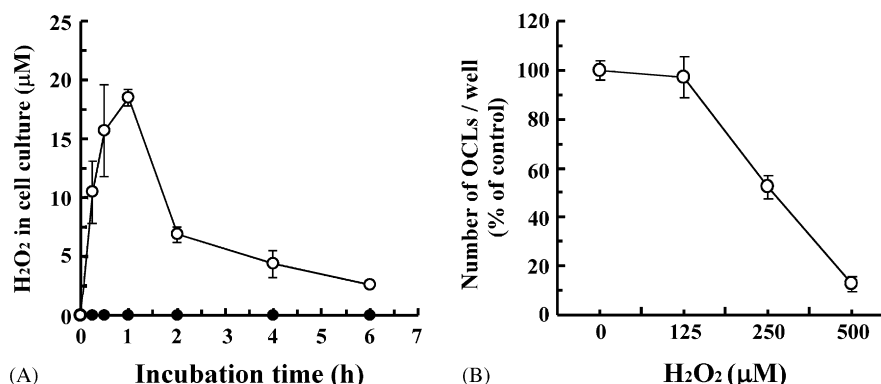 25
20
15
10
5
0
0 1 2 3 4 5 6 7
H2O2 in cell culture (μM)
Incubation time (h)
(A)
120
100
80
60
40
20
0
0 125 250 500
Number of OCLs / well
(% of control)
H2O2 (μM)
(B)